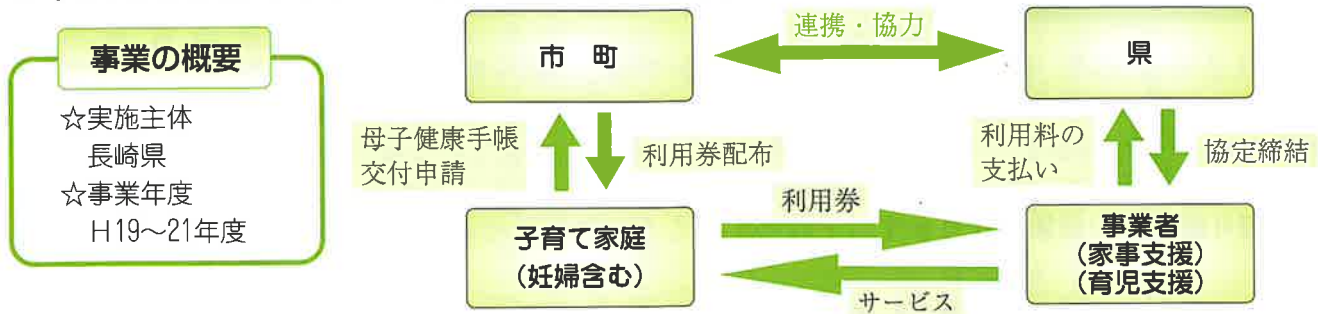 事業の概要
☆実施主体
長崎県
☆事業年度
H19～21年度
市 町
連携・協力
県
母子健康手帳
交付申請
利用券配布
利用料の
支払い
協定締結
子育て家庭
(妊婦含む)
利用券
サービス
事業者
(家事支援)
(育児支援)